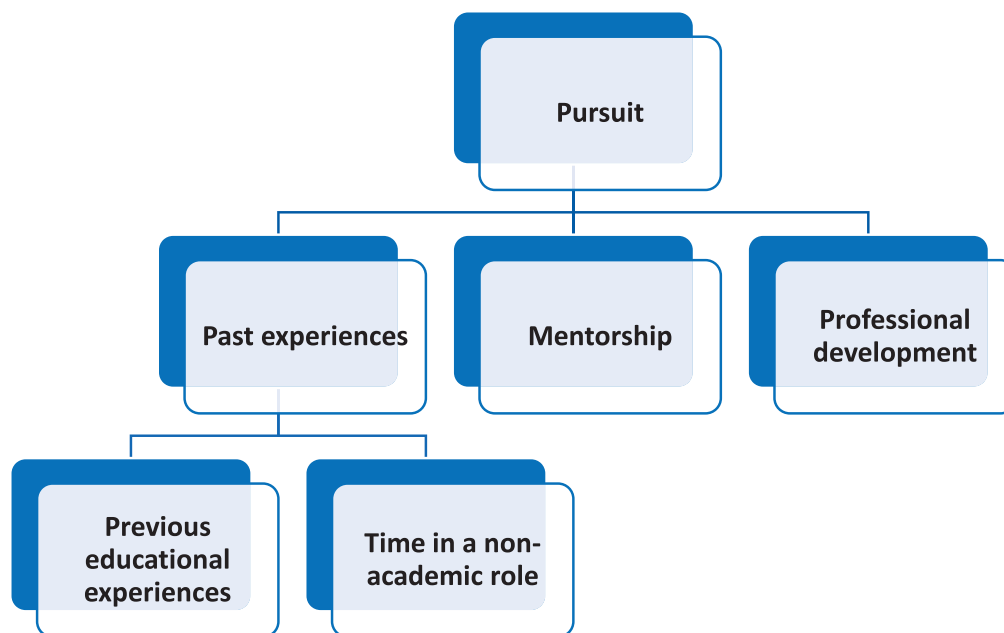 Pursuit
Past experiences
Mentorship
Professional
development
Previous
educational
experiences
Time in a non-
academic role